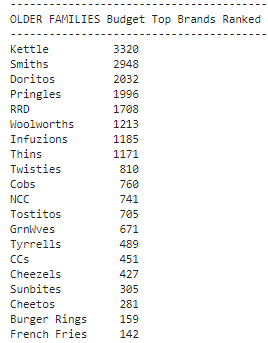 ----------------------------------------
OLDER FAMILIES Budget Top Brands Ranked
----------------------------------------
Kettle 3320
Smiths 2948
Doritos 2032
Pringles 1996
RRD 1708
Woolworths 1213
Infuzions 1185
Thins 1171
Twisties 810
Cobs 760
NCC 741
Tostitos 705
GrnWves 671
Tyrrells 489
CCs 451
Cheezels 427
Sunbites 305
Cheetos 281
Burger Rings 159
French Fries 142